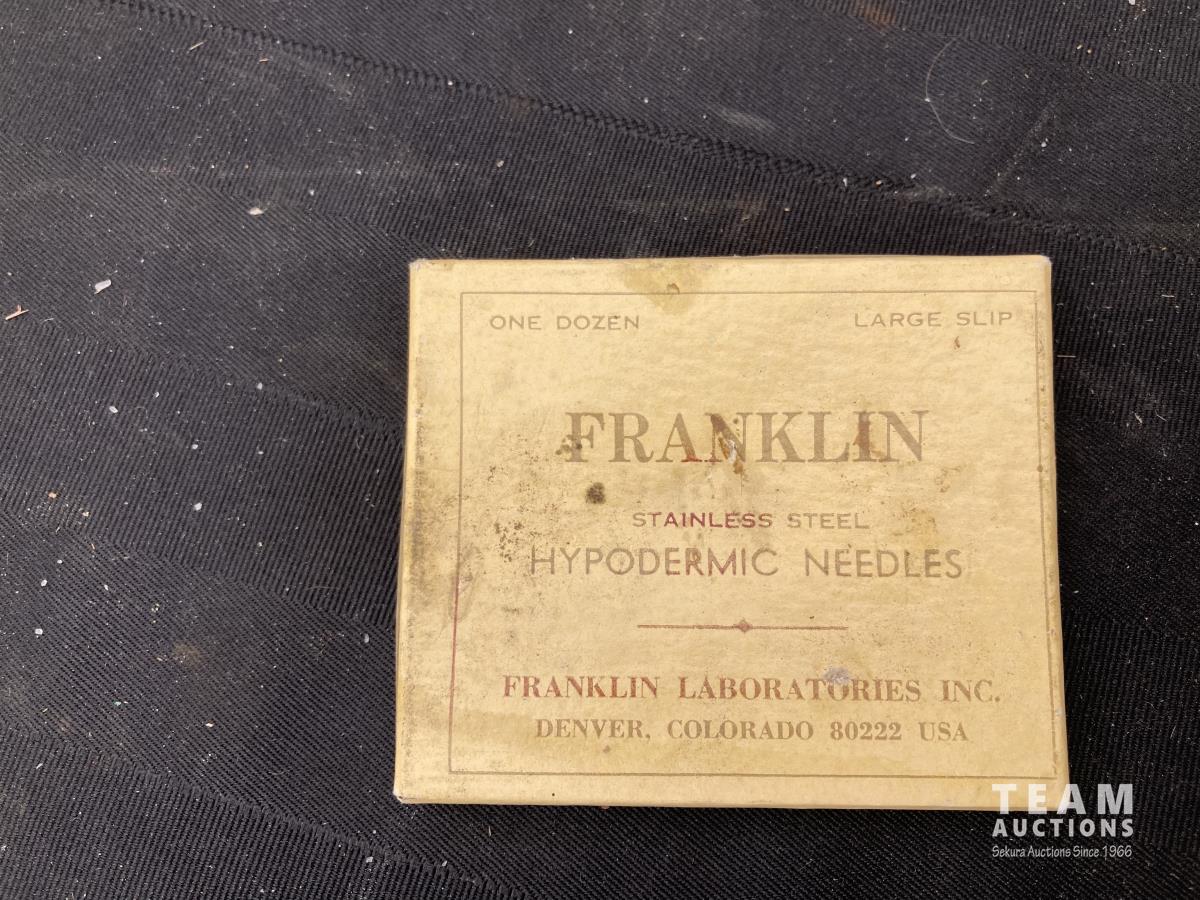 ONE DOZEN LARGE SLIP
FRANKLIN
STAINLESS STEEL
HYPODERMIC NEEDLES
FRANKLIN LABORATORIES INC.
DENVER, COLORADO 80222 USA
TEAM
AUCTIONS
Sekura Auctions Since 1966